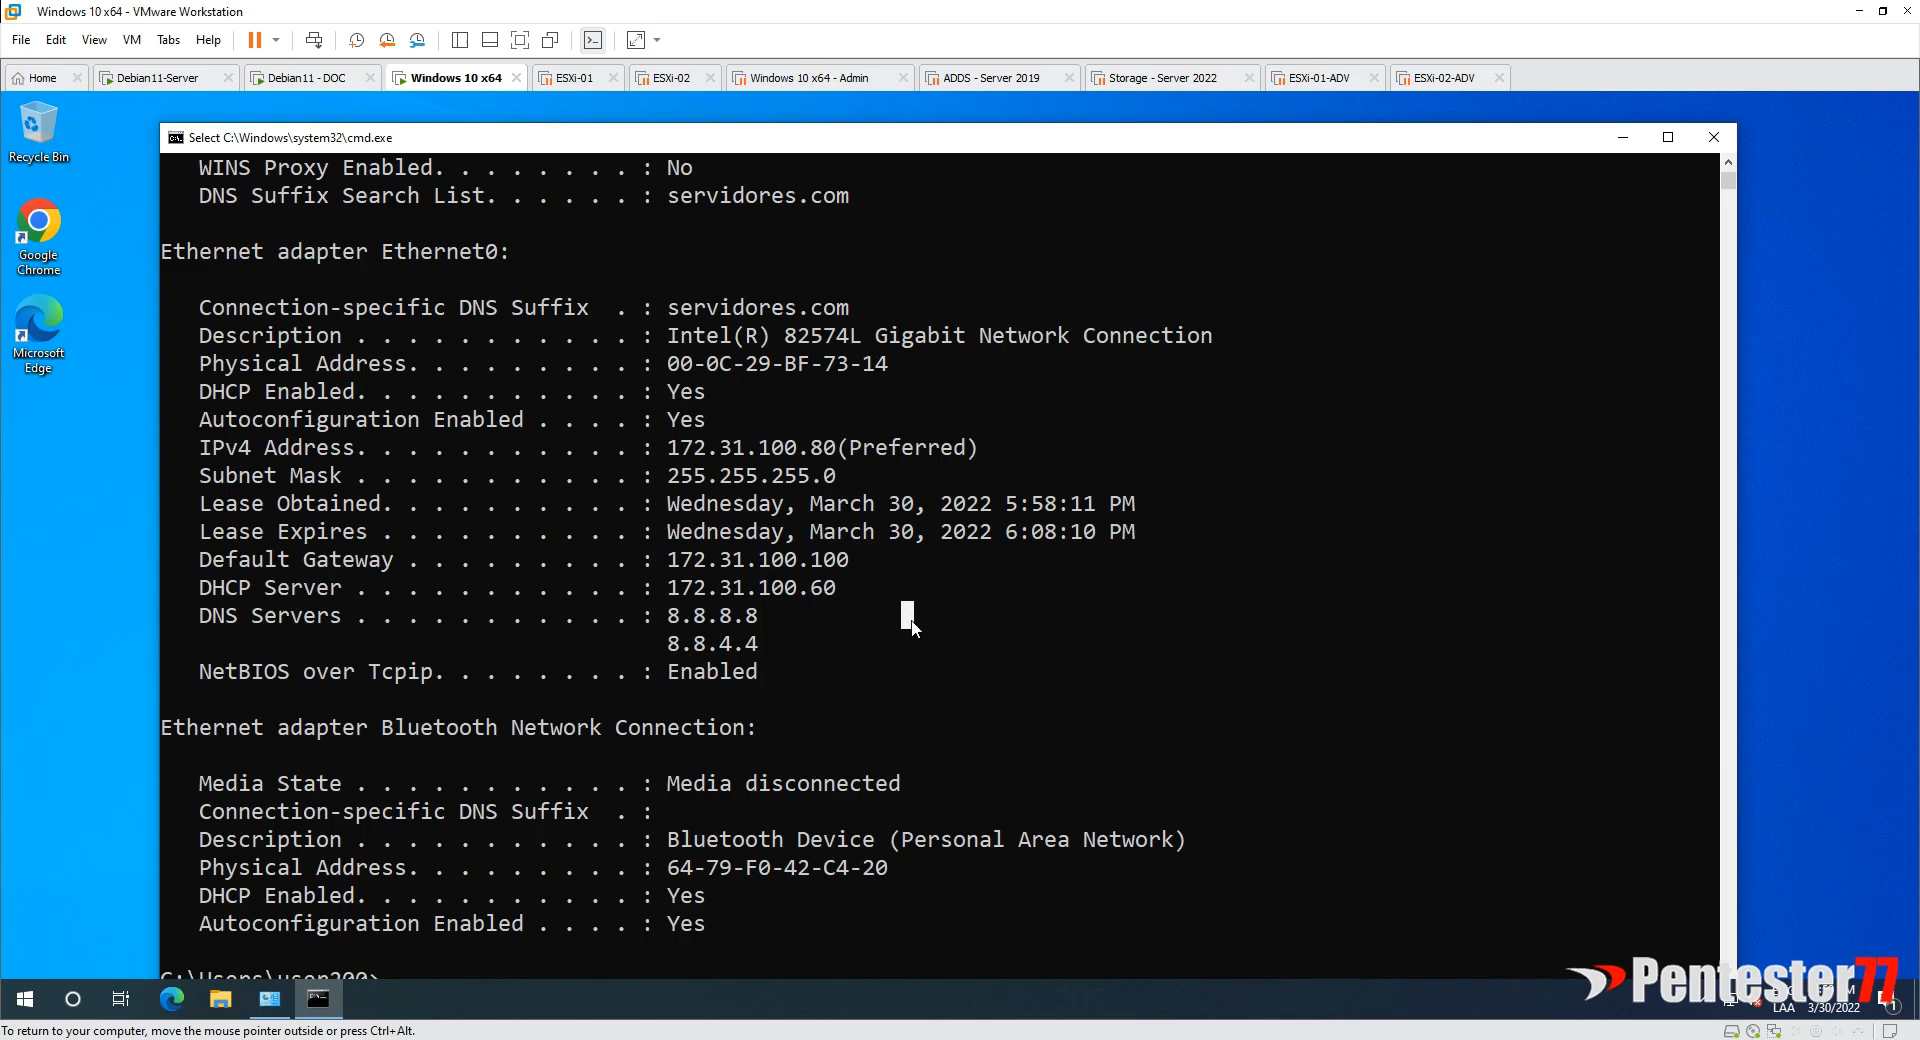 Windows 10 x64 - VMware Workstation
File Edit View VM Tabs Help
Home Debian11-Server Debian11 - DOC Windows 10 x64 ESXi-01 ESXi-02 Windows 10 x64 - Admin ADDS - Server 2019 Storage - Server 2022 ESXi-01-ADV ESXi-02-ADV
Recycle Bin
Google
Chrome
Microsoft
Edge
Select C:\Windows\system32\cmd.exe
WINS Proxy Enabled. . . . . . . . : No
DNS Suffix Search List. . . . . . : servidores.com
Ethernet adapter Ethernet0:
Connection-specific DNS Suffix  . : servidores.com
Description . . . . . . . . . . . : Intel(R) 82574L Gigabit Network Connection
Physical Address. . . . . . . . . : 00-0C-29-BF-73-14
DHCP Enabled. . . . . . . . . . . : Yes
Autoconfiguration Enabled . . . . : Yes
IPv4 Address. . . . . . . . . . . : 172.31.100.80(Preferred)
Subnet Mask . . . . . . . . . . . : 255.255.255.0
Lease Obtained. . . . . . . . . . : Wednesday, March 30, 2022 5:58:11 PM
Lease Expires . . . . . . . . . . : Wednesday, March 30, 2022 6:08:10 PM
Default Gateway . . . . . . . . . : 172.31.100.100
DHCP Server . . . . . . . . . . . : 172.31.100.60
DNS Servers . . . . . . . . . . . : 8.8.8.8
8.8.4.4
NetBIOS over Tcpip. . . . . . . . : Enabled
Ethernet adapter Bluetooth Network Connection:
Media State . . . . . . . . . . . : Media disconnected
Connection-specific DNS Suffix  . :
Description . . . . . . . . . . . : Bluetooth Device (Personal Area Network)
Physical Address. . . . . . . . . : 64-79-F0-42-C4-20
DHCP Enabled. . . . . . . . . . . : Yes
Autoconfiguration Enabled . . . . : Yes
C:\Users\user200>
Pentester77
LAA 3/30/2022 1
To return to your computer, move the mouse pointer outside or press Ctrl+Alt.